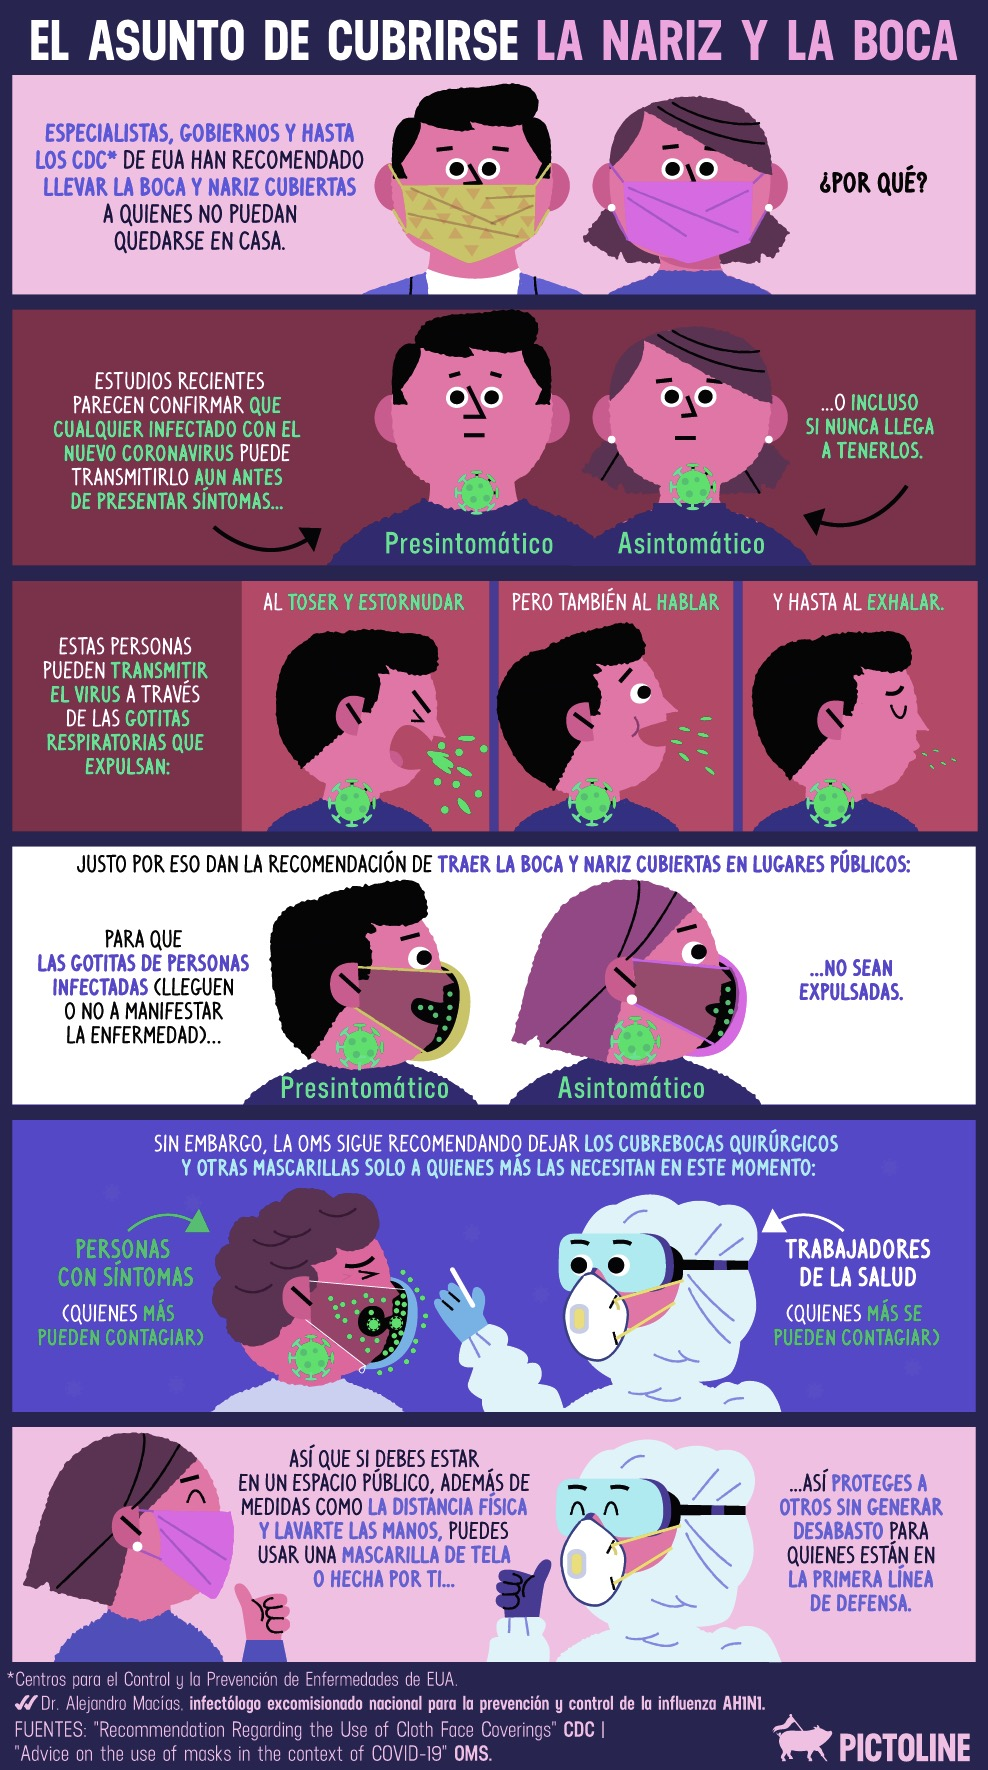 EL ASUNTO DE CUBRIRSE LA NARIZ Y LA BOCA
ESPECIALISTAS, GOBIERNOS Y HASTA
LOS CDC* DE EUA HAN RECOMENDADO
LLEVAR LA BOCA Y NARIZ CUBIERTAS
A QUIENES NO PUEDAN
QUEDARSE EN CASA.
¿POR QUÉ?
ESTUDIOS RECIENTES
PARECEN CONFIRMAR QUE
CUALQUIER INFECTADO CON EL
NUEVO CORONAVIRUS PUEDE
TRANSMITIRLO AUN ANTES
DE PRESENTAR SÍNTOMAS...
Presintomático
Asintomático
...O INCLUSO
SI NUNCA LLEGA
A TENERLOS.
ESTAS PERSONAS
PUEDEN TRANSMITIR
EL VIRUS A TRAVÉS
DE LAS GOTITAS
RESPIRATORIAS QUE
EXPULSAN:
AL TOSER Y ESTORNUDAR
PERO TAMBIÉN AL HABLAR
Y HASTA AL EXHALAR.
JUSTO POR ESO DAN LA RECOMENDACIÓN DE TRAER LA BOCA Y NARIZ CUBIERTAS EN LUGARES PÚBLICOS:
PARA QUE
LAS GOTITAS DE PERSONAS
INFECTADAS (LLEGUEN
O NO A MANIFESTAR
LA ENFERMEDAD)...
Presintomático
Asintomático
...NO SEAN
EXPULSADAS.
SIN EMBARGO, LA OMS SIGUE RECOMENDANDO DEJAR LOS CUBREBOCAS QUIRÚRGICOS
Y OTRAS MASCARILLAS SOLO A QUIENES MÁS LAS NECESITAN EN ESTE MOMENTO:
PERSONAS
CON SÍNTOMAS
(QUIENES MÁS
PUEDEN CONTAGIAR)
TRABAJADORES
DE LA SALUD
(QUIENES MÁS SE
PUEDEN CONTAGIAR)
ASÍ QUE SI DEBES ESTAR
EN UN ESPACIO PÚBLICO, ADEMÁS DE
MEDIDAS COMO LA DISTANCIA FÍSICA
Y LAVARTE LAS MANOS, PUEDES
USAR UNA MASCARILLA DE TELA
O HECHA POR TI...
...ASÍ PROTEGES A
OTROS SIN GENERAR
DESABASTO PARA
QUIENES ESTÁN EN
LA PRIMERA LÍNEA
DE DEFENSA.
*Centros para el Control y la Prevención de Enfermedades de EUA.
Dr. Alejandro Macías, infectólogo excomisionado nacional para la prevención y control de la influenza AH1N1.
FUENTES: "Recommendation Regarding the Use of Cloth Face Coverings" CDC |
"Advice on the use of masks in the context of COVID-19" OMS.
PICTOLINE